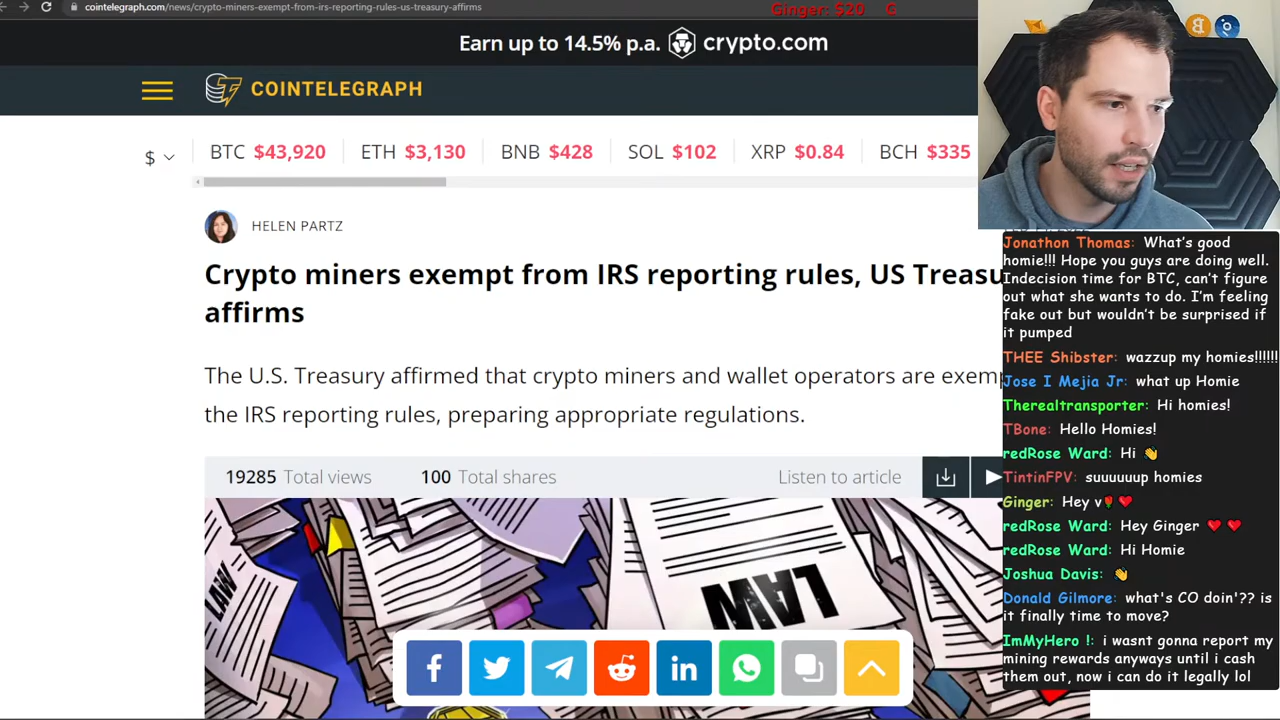 cointelegraph.com/news/crypto-miners-exempt-from-irs-reporting-rules-us-treasury-affirms
Ginger: $20 G
Earn up to 14.5% p.a. crypto.com
COINTELEGRAPH
$ BTC $43,920 ETH $3,130 BNB $428 SOL $102 XRP $0.84 BCH $335
HELEN PARTZ
Crypto miners exempt from IRS reporting rules, US Treasu
affirms
The U.S. Treasury affirmed that crypto miners and wallet operators are exem
the IRS reporting rules, preparing appropriate regulations.
19285 Total views 100 Total shares Listen to article
LAW
LAW
Jonathon Thomas: What's good
homie!!! Hope you guys are doing well.
Indecision time for BTC, can't figure
out what she wants to do. I'm feeling
fake out but wouldn't be surprised if
it pumped
THEE Shibster: wazzup my homies!!!!!!
Jose I Mejia Jr: what up Homie
Therealtransporter: Hi homies!
TBone: Hello Homies!
redRose Ward: Hi 👋
TintinFPV: suuuuuup homies
Ginger: Hey v🌹❤️
redRose Ward: Hey Ginger ❤️ ❤️
redRose Ward: Hi Homie
Joshua Davis: 👋
Donald Gilmore: what's CO doin'?? is
it finally time to move?
ImMyHero !: i wasnt gonna report my
mining rewards anyways until i cash
them out, now i can do it legally lol